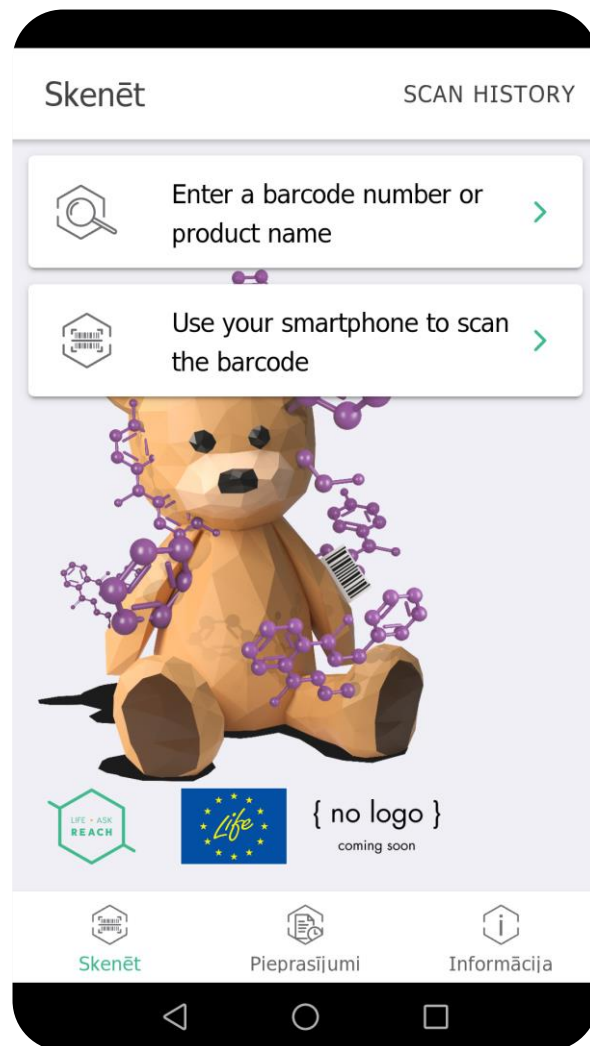 Skenēt
SCAN HISTORY
Enter a barcode number or
product name
Use your smartphone to scan
the barcode
LIFE • ASK
REACH
Life
{ no logo }
coming soon
Skenēt
Pieprasījumi
Informācija